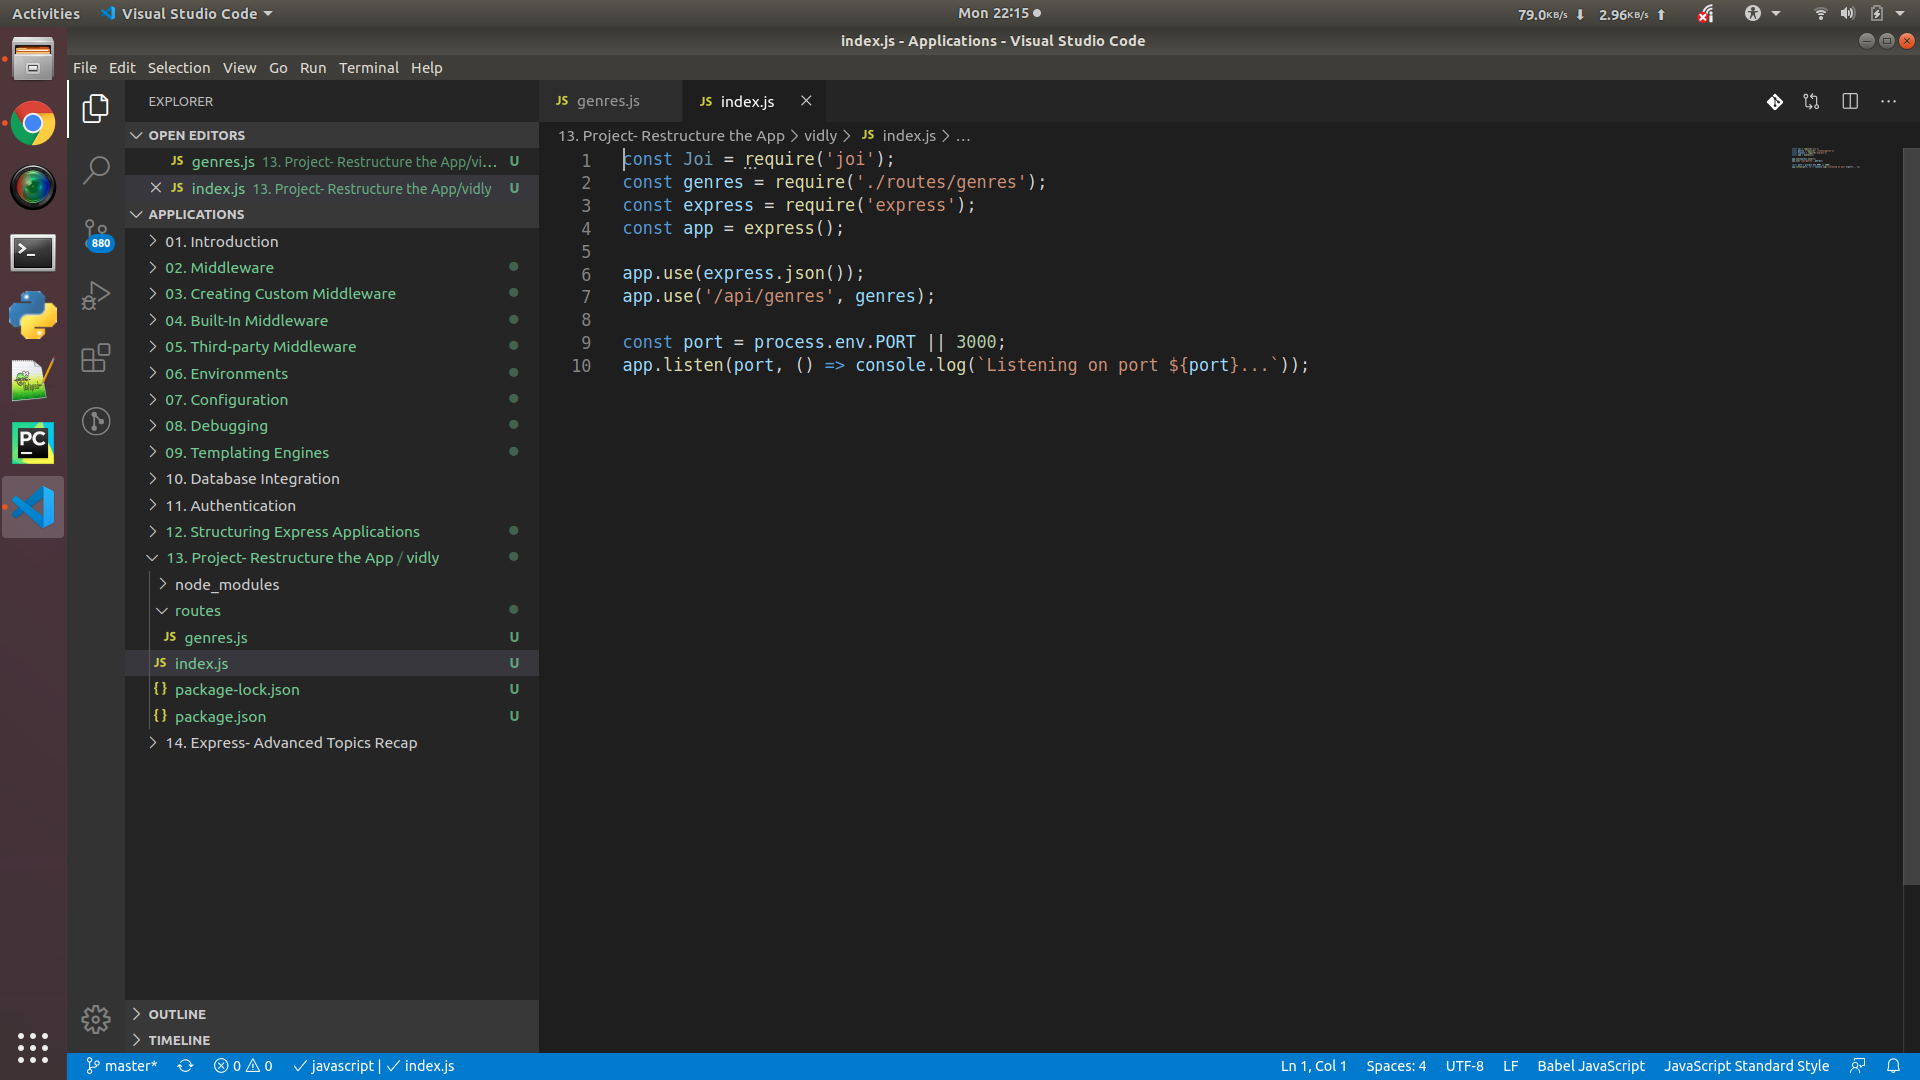 Activities Visual Studio Code Mon 22:15 79.0KB/s 2.96KB/s
index.js - Applications - Visual Studio Code
File Edit Selection View Go Run Terminal Help
EXPLORER
OPEN EDITORS
JS genres.js 13. Project- Restructure the App/vi... U
JS index.js 13. Project- Restructure the App/vidly U
APPLICATIONS
01. Introduction
02. Middleware
03. Creating Custom Middleware
04. Built-In Middleware
05. Third-party Middleware
06. Environments
07. Configuration
08. Debugging
09. Templating Engines
10. Database Integration
11. Authentication
12. Structuring Express Applications
13. Project- Restructure the App / vidly
node_modules
routes
JS genres.js U
JS index.js U
{} package-lock.json U
{} package.json U
14. Express- Advanced Topics Recap
OUTLINE
TIMELINE
880
PC
JS genres.js JS index.js
13. Project- Restructure the App > vidly > JS index.js > ...
1 const Joi = require('joi');
2 const genres = require('./routes/genres');
3 const express = require('express');
4 const app = express();
5
6 app.use(express.json());
7 app.use('/api/genres', genres);
8
9 const port = process.env.PORT || 3000;
10 app.listen(port, () => console.log(`Listening on port ${port}...`));
master* 0 0 javascript | index.js Ln 1, Col 1 Spaces: 4 UTF-8 LF Babel JavaScript JavaScript Standard Style